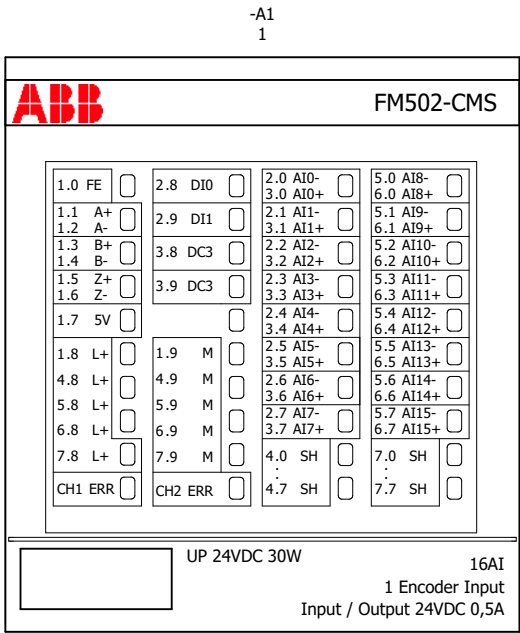 -A1
1
ABB
FM502-CMS
1.0 FE
1.1 A+
1.2 A-
1.3 B+
1.4 B-
1.5 Z+
1.6 Z-
1.7 5V
1.8 L+
4.8 L+
5.8 L+
6.8 L+
7.8 L+
CH1 ERR
2.8 DI0
2.9 DI1
3.8 DC3
3.9 DC3
1.9 M
4.9 M
5.9 M
6.9 M
7.9 M
CH2 ERR
2.0 AI0-
3.0 AI0+
2.1 AI1-
3.1 AI1+
2.2 AI2-
3.2 AI2+
2.3 AI3-
3.3 AI3+
2.4 AI4-
3.4 AI4+
2.5 AI5-
3.5 AI5+
2.6 AI6-
3.6 AI6+
2.7 AI7-
3.7 AI7+
4.0 SH
:
4.7 SH
5.0 AI8-
6.0 AI8+
5.1 AI9-
6.1 AI9+
5.2 AI10-
6.2 AI10+
5.3 AI11-
6.3 AI11+
5.4 AI12-
6.4 AI12+
5.5 AI13-
6.5 AI13+
5.6 AI14-
6.6 AI14+
5.7 AI15-
6.7 AI15+
7.0 SH
:
7.7 SH
UP 24VDC 30W
16AI
1 Encoder Input
Input / Output 24VDC 0,5A